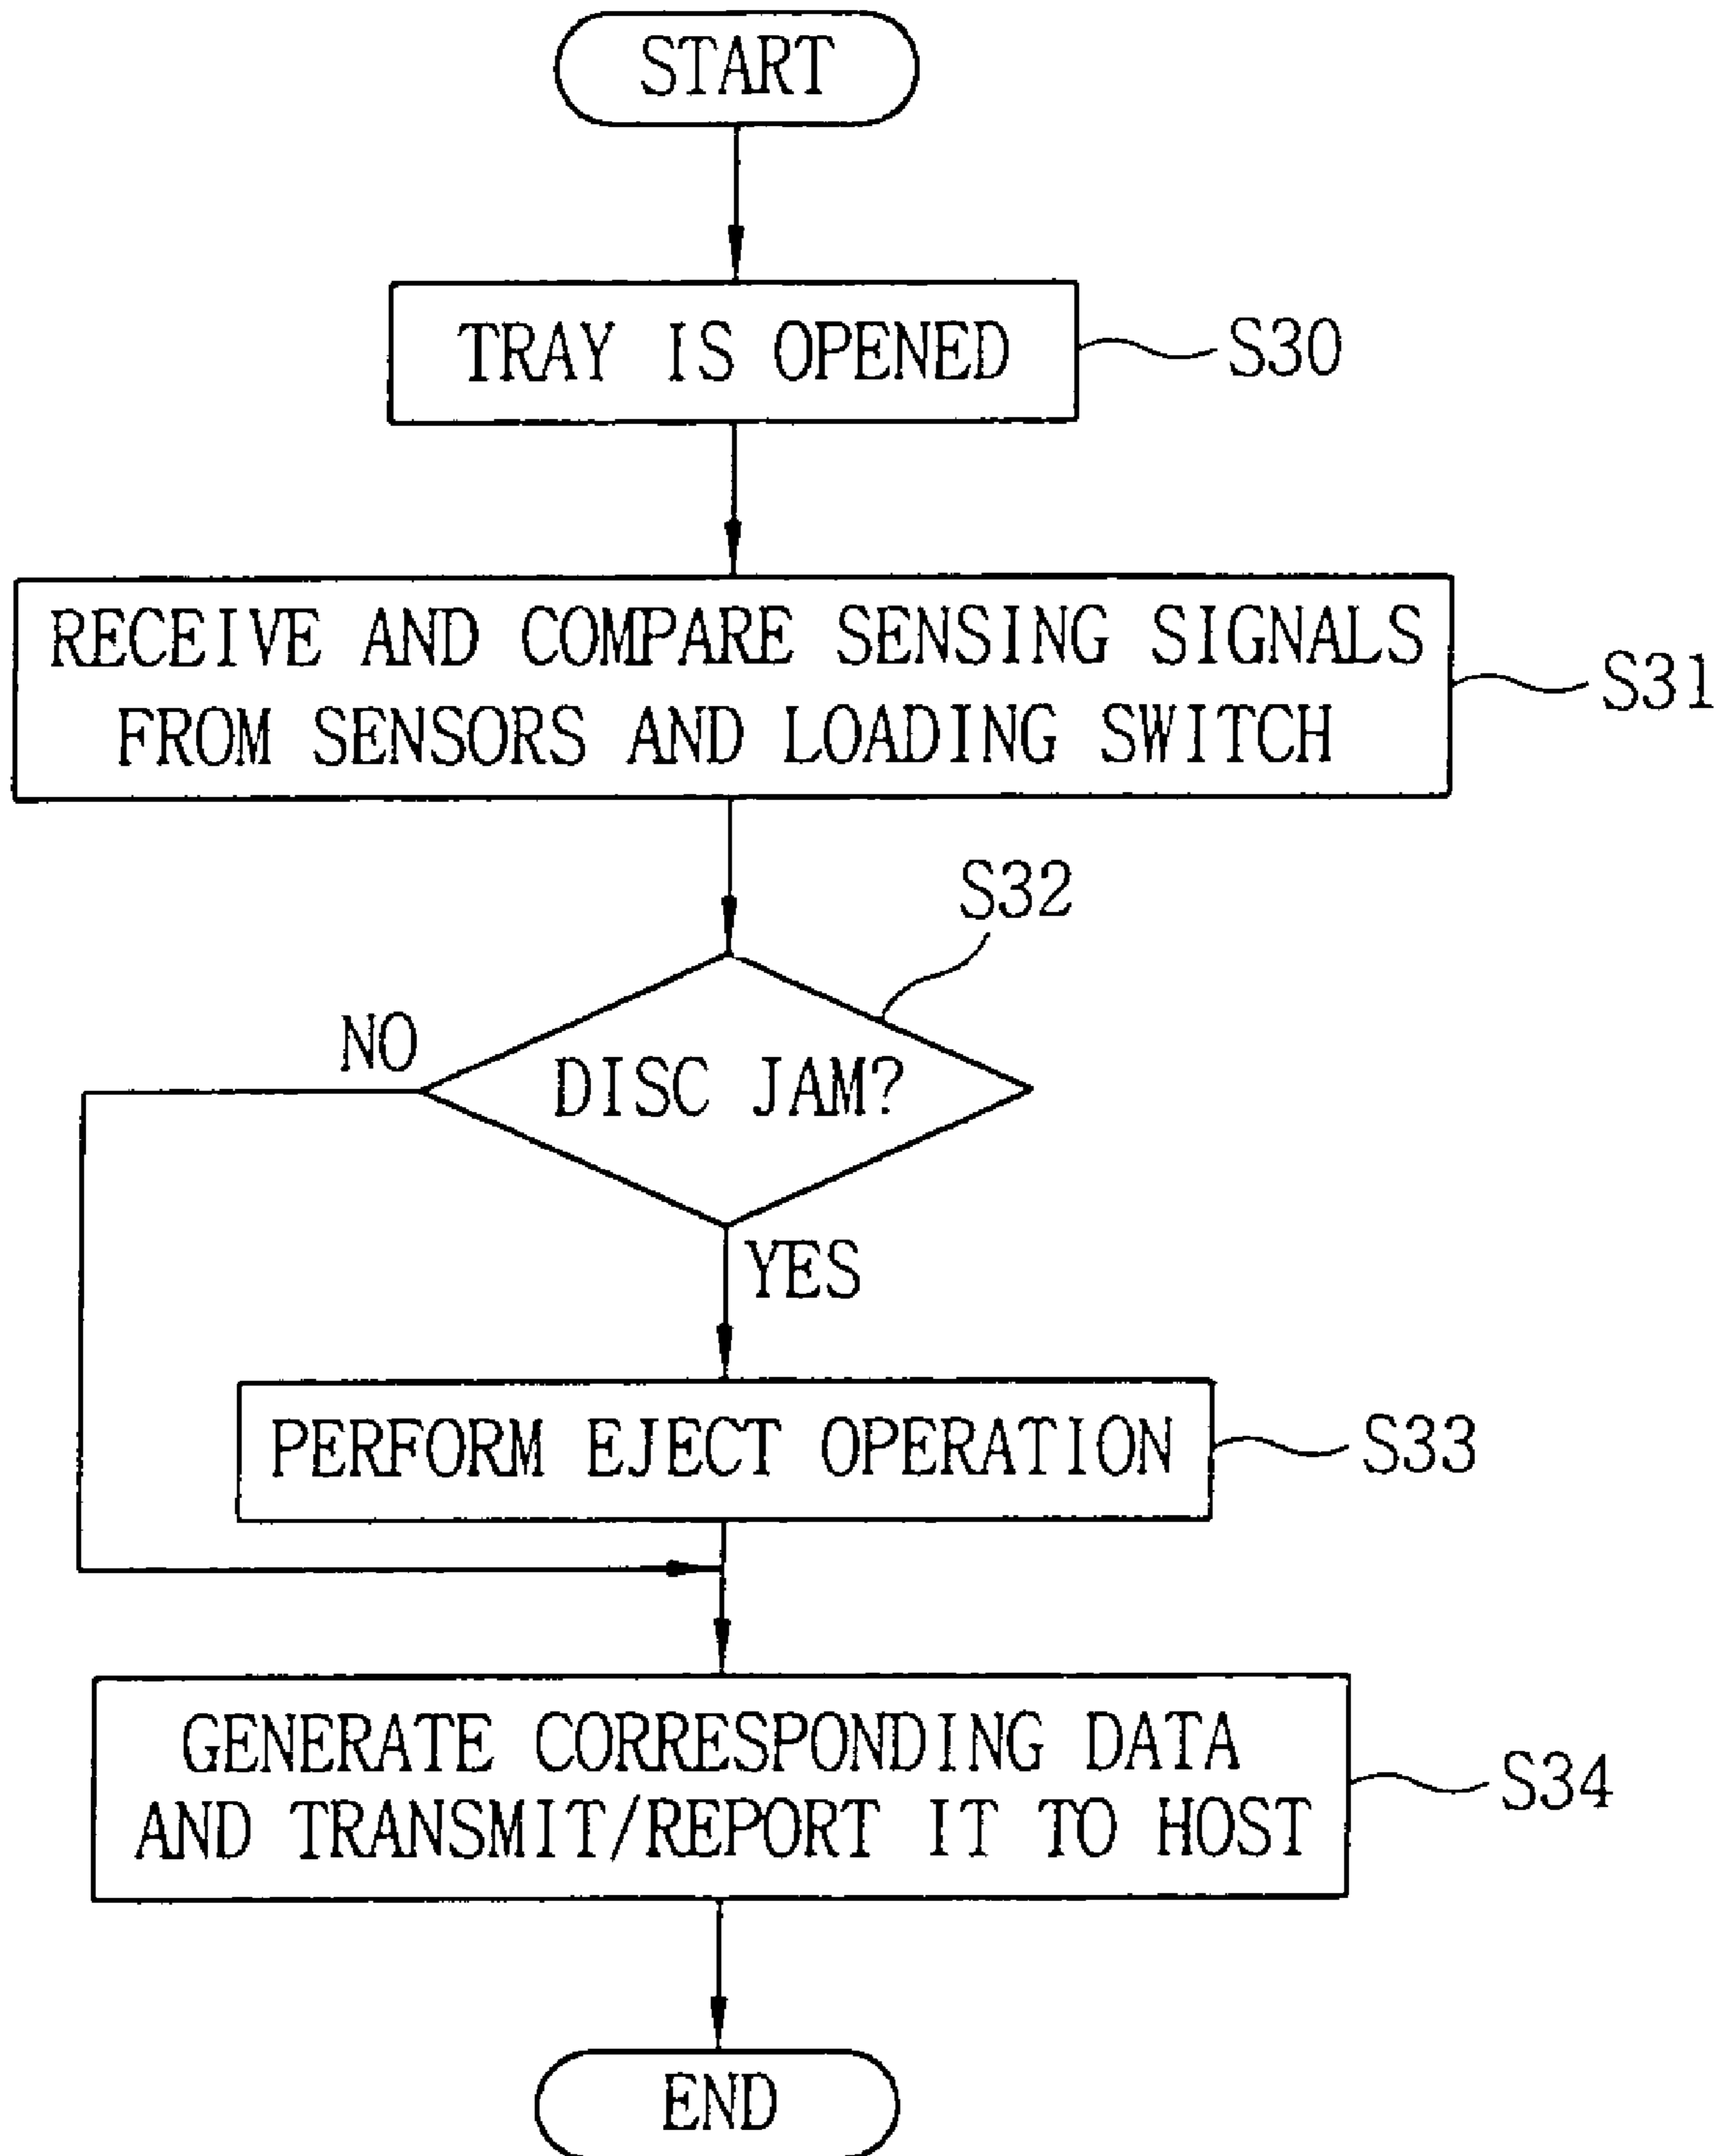 START
TRAY IS OPENED
S30
RECEIVE AND COMPARE SENSING SIGNALS
FROM SENSORS AND LOADING SWITCH
S31
S32
NO
DISC JAM?
YES
PERFORM EJECT OPERATION
S33
GENERATE CORRESPONDING DATA
AND TRANSMIT/REPORT IT TO HOST
S34
END